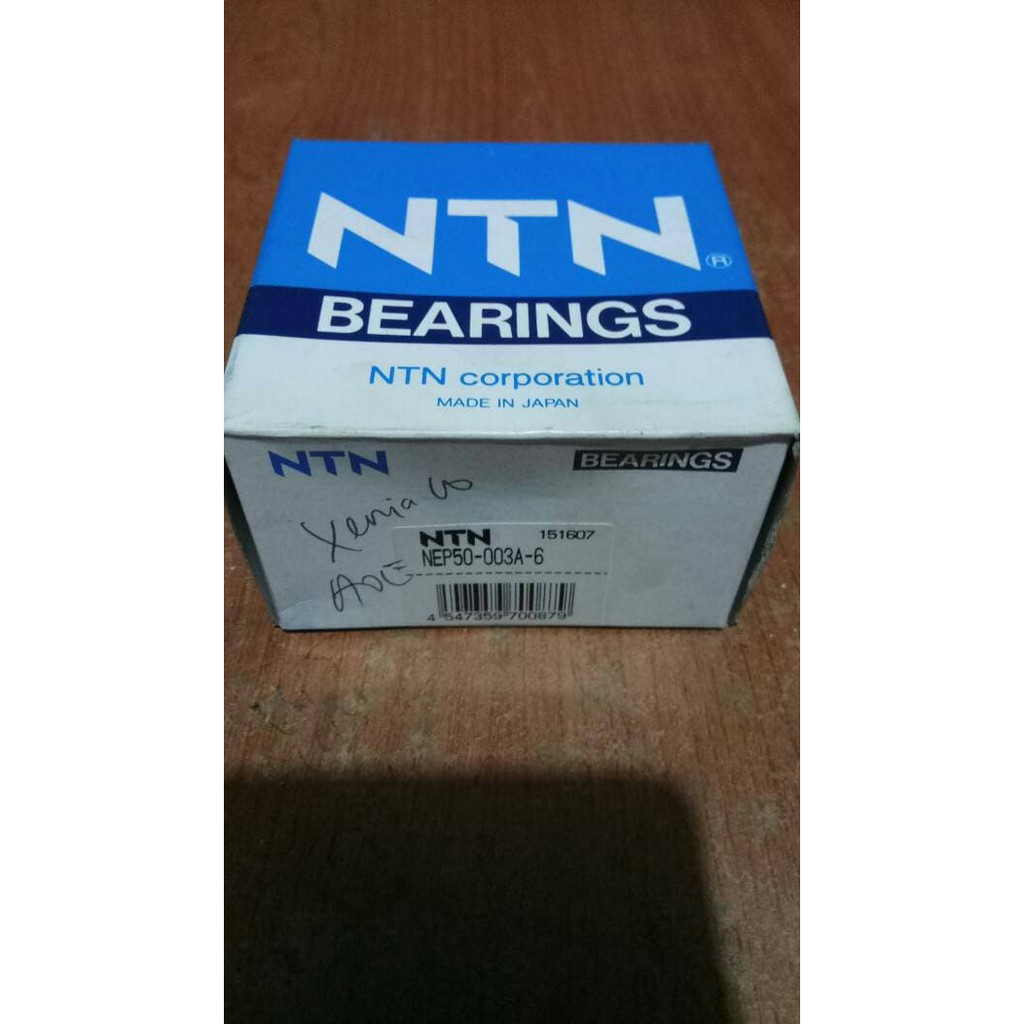 NTN®
BEARINGS
NTN corporation
MADE IN JAPAN
NTN BEARINGS
Xenia
NTN 151607
NEP50-003A-6
4 547359 700879